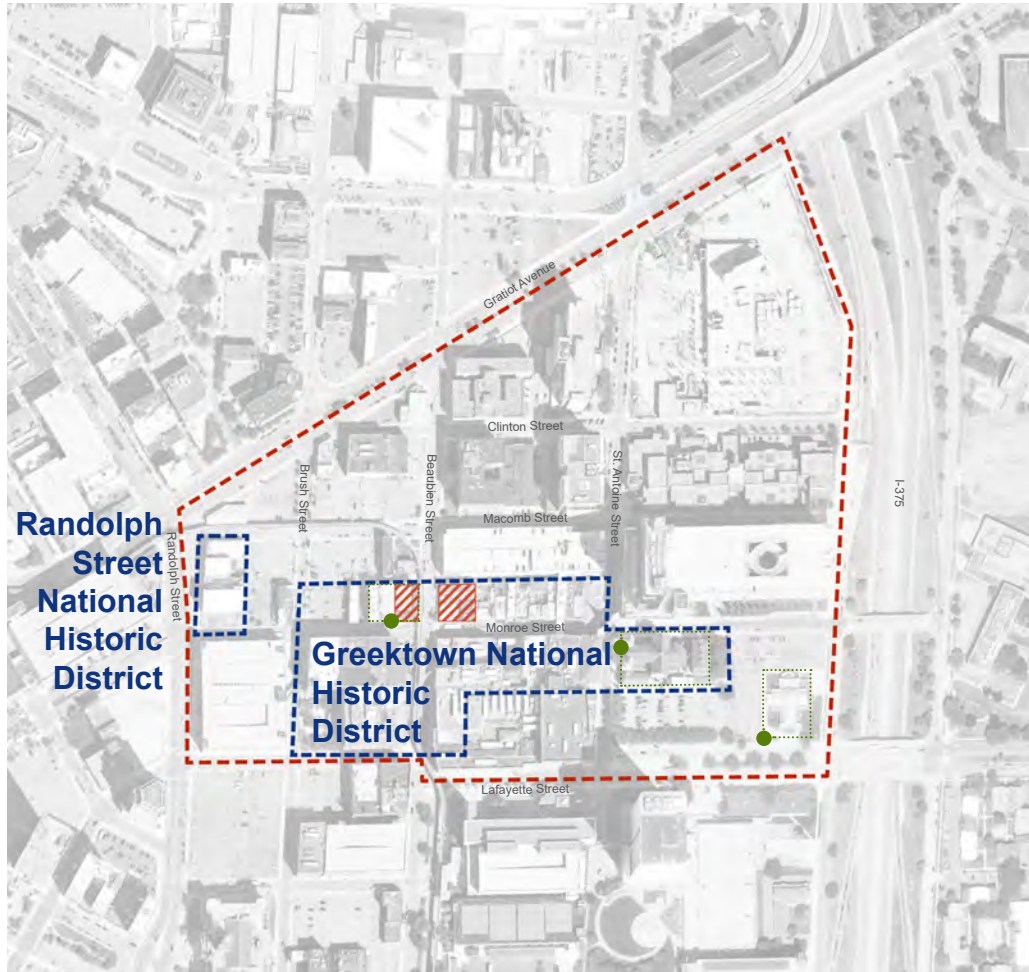 Gratiot Avenue
Clinton Street
Brush Street
Beaubien Street
St. Antoine Street
I-375
Macomb Street
Randolph
Street
National
Historic
District
Randolph Street
Monroe Street
Greektown National
Historic
District
Lafayette Street